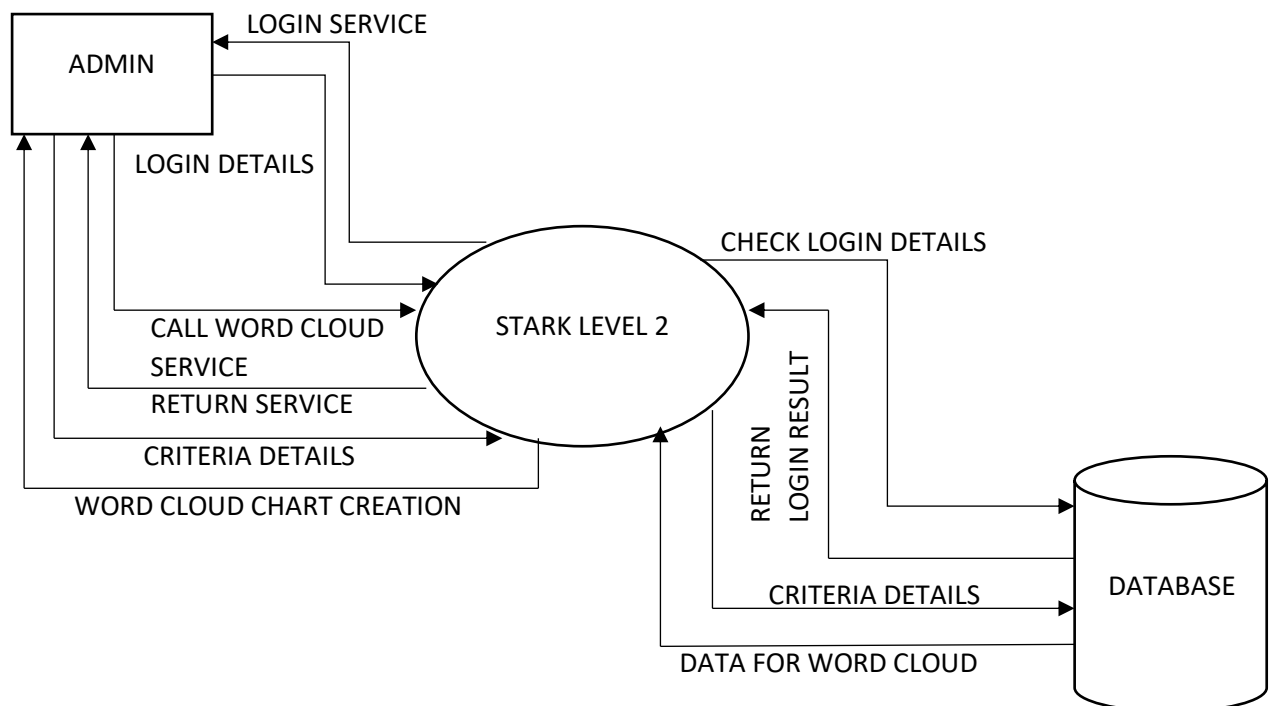 LOGIN SERVICE
ADMIN
LOGIN DETAILS
CHECK LOGIN DETAILS
STARK LEVEL 2
CALL WORD CLOUD
SERVICE
RETURN SERVICE
CRITERIA DETAILS
WORD CLOUD CHART CREATION
RETURN
LOGIN RESULT
DATABASE
CRITERIA DETAILS
DATA FOR WORD CLOUD